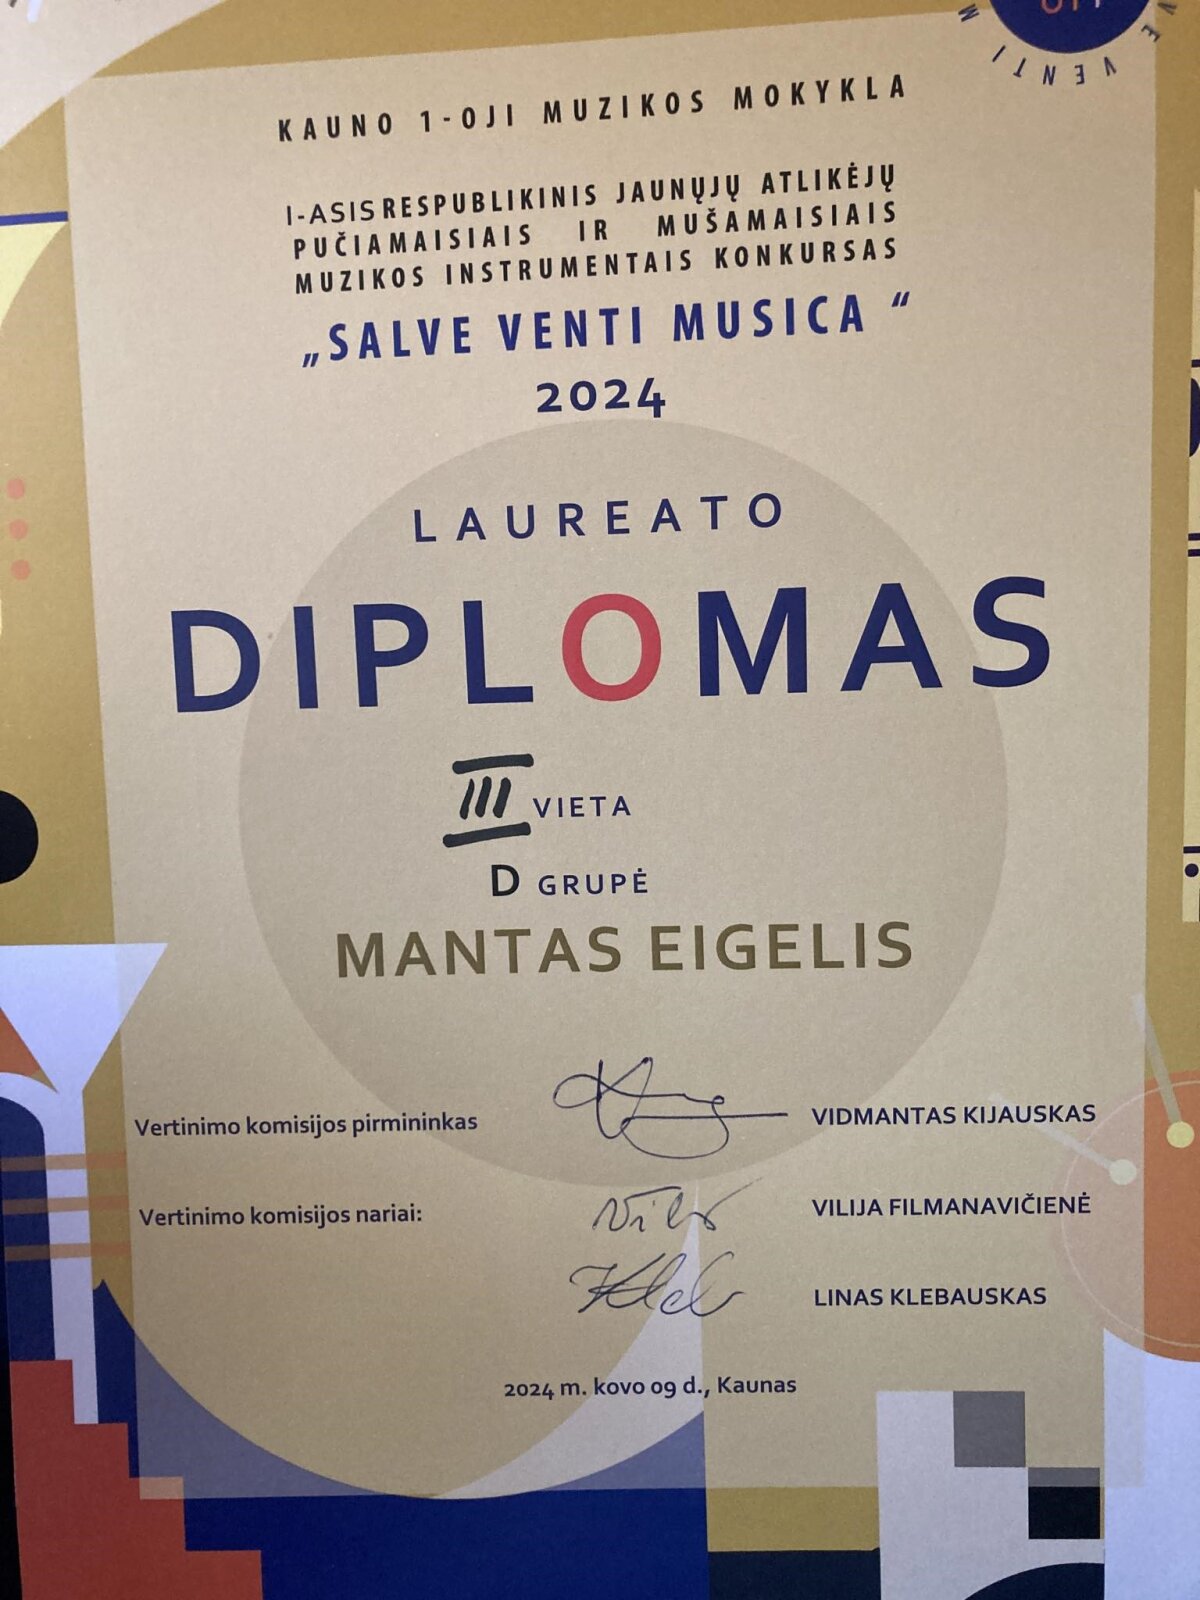 KAUNO 1-OJI MUZIKOS MOKYKLA
I-ASIS RESPUBLIKINIS JAUNŲJŲ ATLIKĖJŲ
PUČIAMAISIAIS IR MUŠAMAISIAIS
MUZIKOS INSTRUMENTAIS KONKURSAS
„SALVE VENTI MUSICA “
2024
LAUREATO
DIPLOMAS
III VIETA
D GRUPĖ
MANTAS EIGELIS
Vertinimo komisijos pirmininkas VIDMANTAS KIJAUSKAS
Vertinimo komisijos nariai: VILIJA FILMANAVIČIENĖ
LINAS KLEBAUSKAS
2024 m. kovo 09 d., Kaunas